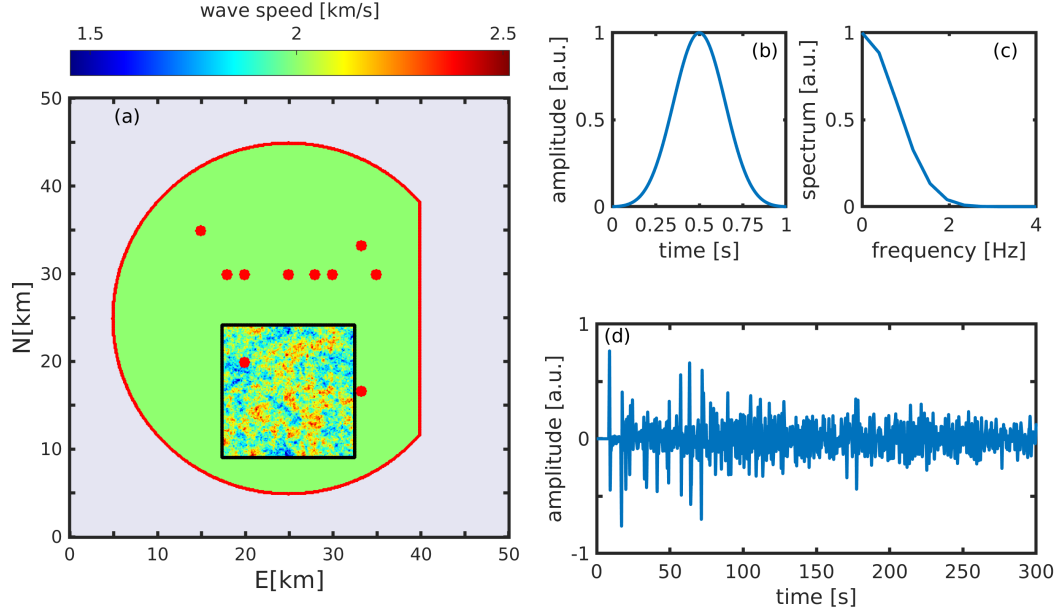 wave speed [km/s]
1.5 2 2.5
(a)
50
40
30
20
10
0
N[km]
0 10 20 30 40 50
E[km]
(b)
1
0.5
0
amplitude [a.u.]
0 0.25 0.5 0.75 1
time [s]
(c)
1
0.5
0
spectrum [a.u.]
0 2 4
frequency [Hz]
(d)
1
0
-1
amplitude [a.u.]
0 50 100 150 200 250 300
time [s]